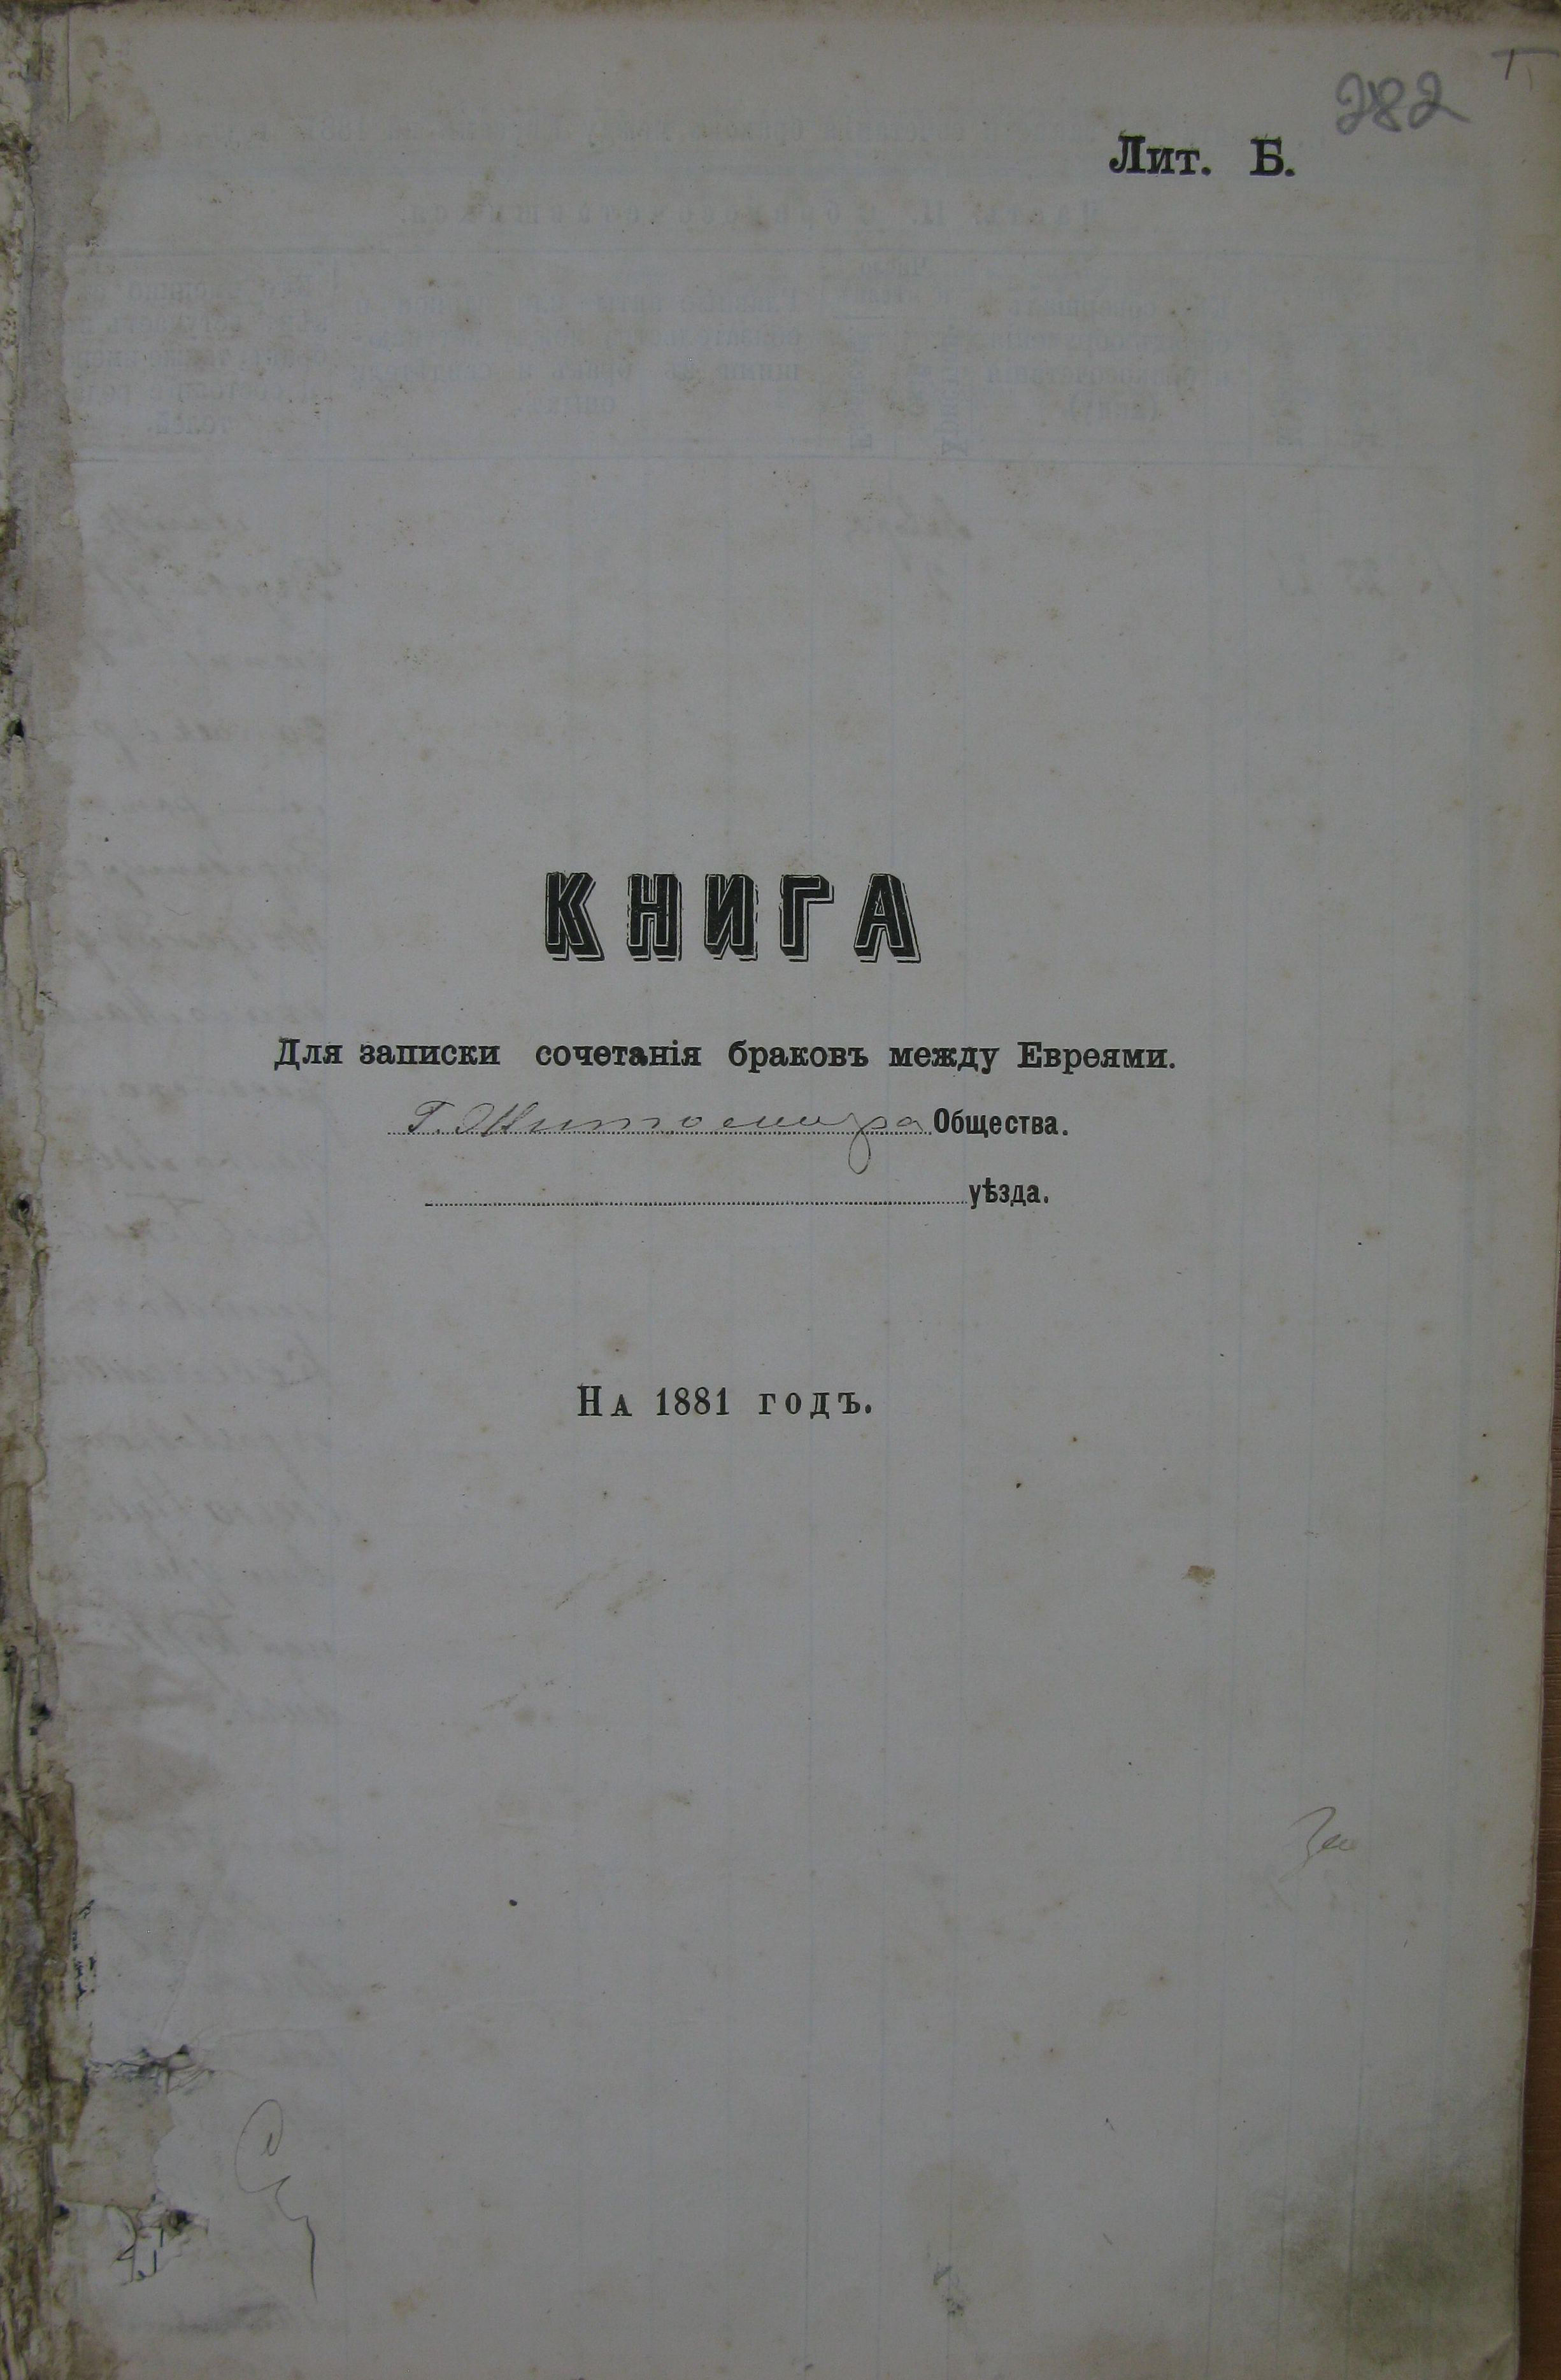 282
Лит. Б.
КНИГА
Для записки сочетанія браковъ между Евреями.
Г. Житомира Общества.
уѣзда.
На 1881 годъ.